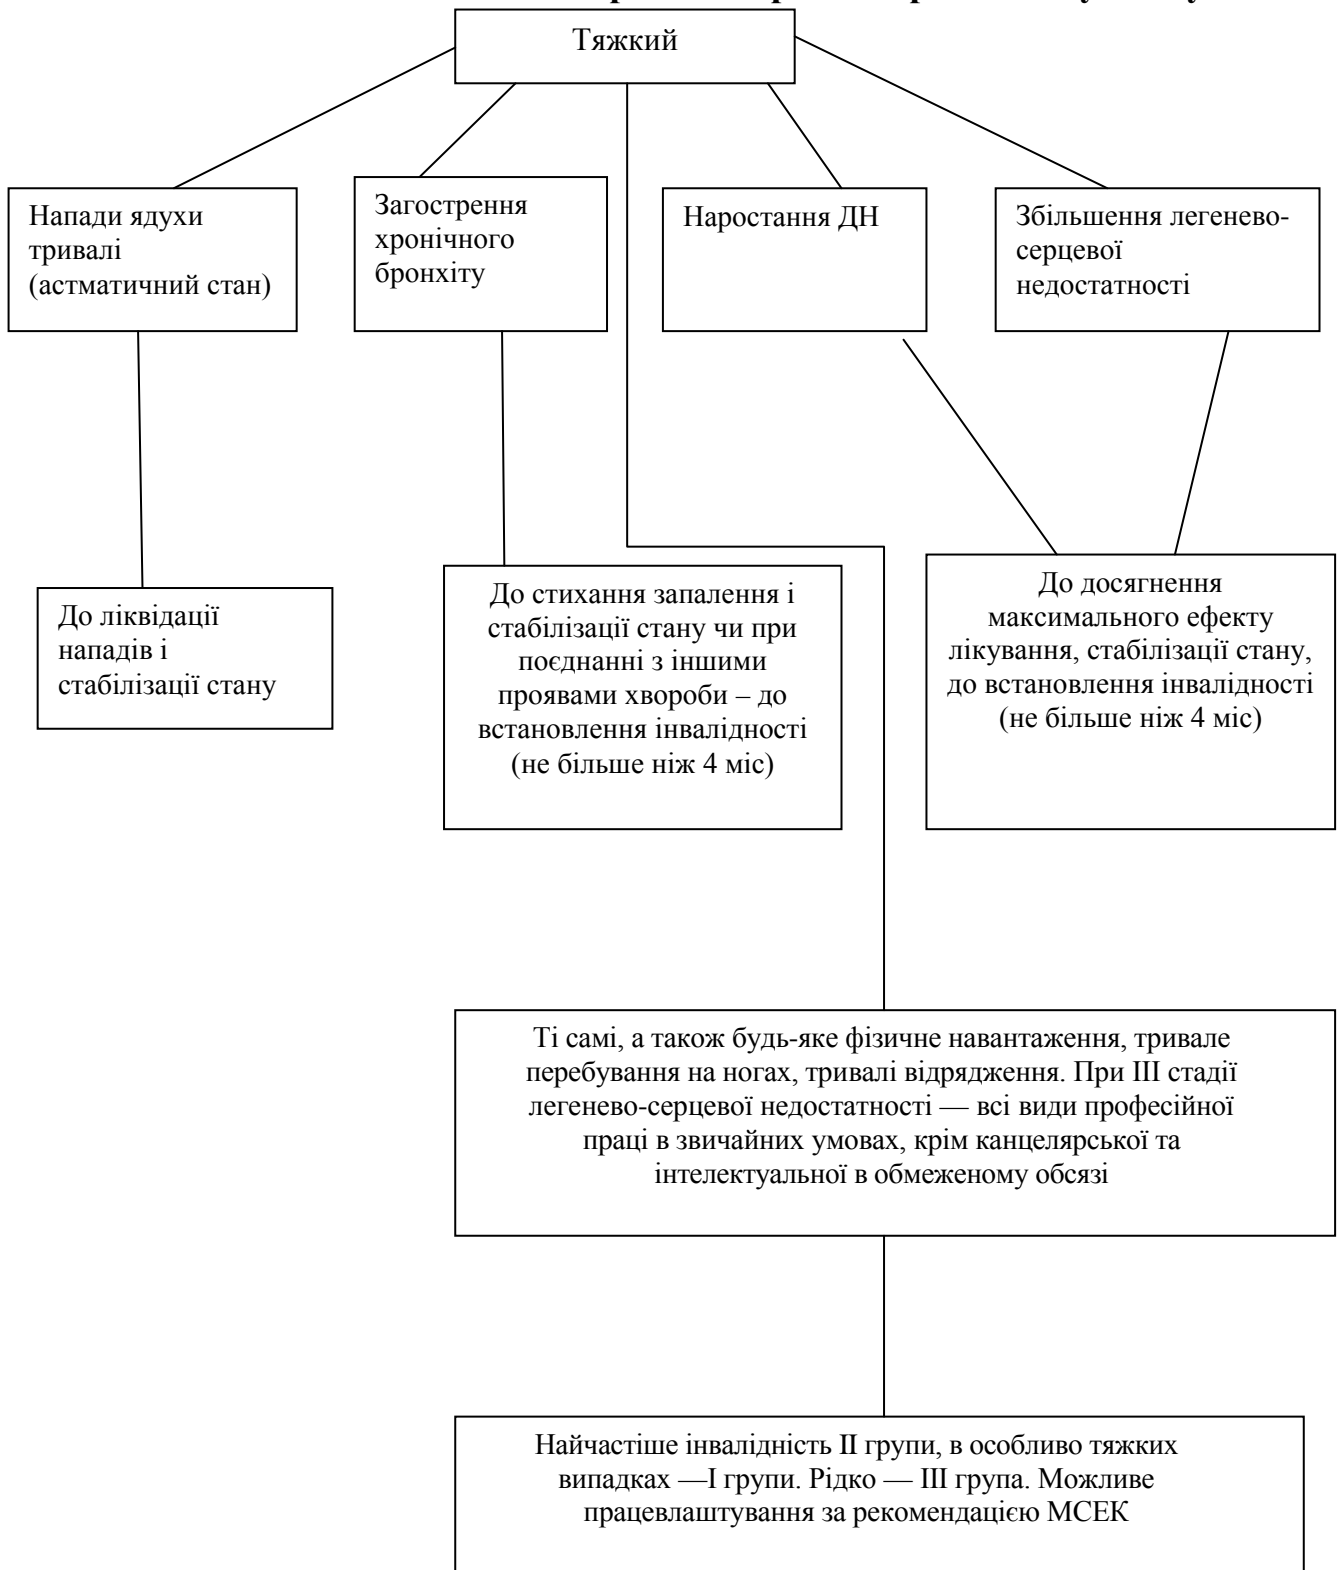 Тяжкий
Напади ядухи
тривалі
(астматичний стан)
Загострення
хронічного
бронхіту
Наростання ДН
Збільшення легенево-
серцевої
недостатності
До ліквідації
нападів і
стабілізації стану
До стихання запалення і
стабілізації стану чи при
поєднанні з іншими
проявами хвороби – до
встановлення інвалідності
(не більше ніж 4 міс)
До досягнення
максимального ефекту
лікування, стабілізації стану,
до встановлення інвалідності
(не більше ніж 4 міс)
Ті самі, а також будь-яке фізичне навантаження, тривале
перебування на ногах, тривалі відрядження. При ІІІ стадії
легенево-серцевої недостатності — всі види професійної
праці в звичайних умовах, крім канцелярської та
інтелектуальної в обмеженому обсязі
Найчастіше інвалідність ІІ групи, в особливо тяжких
випадках —І групи. Рідко — ІІІ група. Можливе
працевлаштування за рекомендацією МСЕК